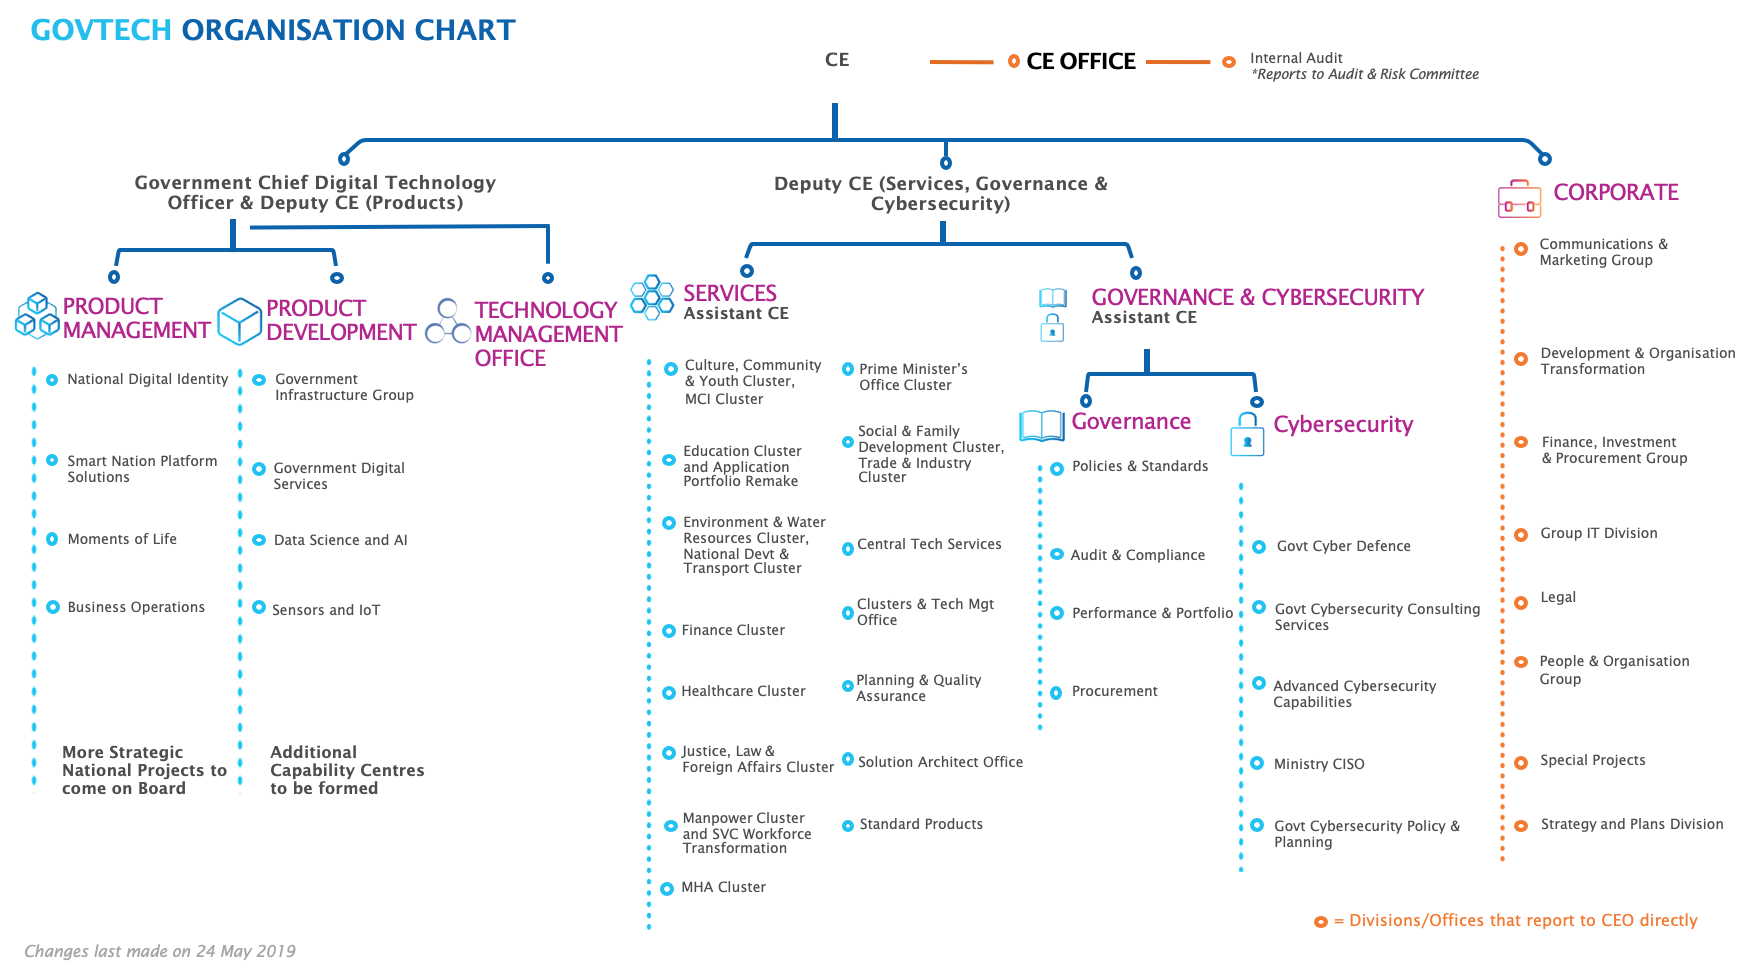 GOVTECH ORGANISATION CHART
CE
CE OFFICE
Internal Audit
*Reports to Audit & Risk Committee
Government Chief Digital Technology
Officer & Deputy CE (Products)
Deputy CE (Services, Governance &
Cybersecurity)
CORPORATE
PRODUCT
MANAGEMENT
National Digital Identity
Smart Nation Platform
Solutions
Moments of Life
Business Operations
More Strategic
National Projects to
come on Board
PRODUCT
DEVELOPMENT
Government
Infrastructure Group
Government Digital
Services
Data Science and AI
Sensors and IoT
Additional
Capability Centres
to be formed
TECHNOLOGY
MANAGEMENT
OFFICE
SERVICES
Assistant CE
Culture, Community
& Youth Cluster,
MCI Cluster
Education Cluster
and Application
Portfolio Remake
Environment & Water
Resources Cluster,
National Devt &
Transport Cluster
Finance Cluster
Healthcare Cluster
Justice, Law &
Foreign Affairs Cluster
Manpower Cluster
and SVC Workforce
Transformation
MHA Cluster
Prime Minister's
Office Cluster
Social & Family
Development Cluster,
Trade & Industry
Cluster
Central Tech Services
Clusters & Tech Mgt
Office
Planning & Quality
Assurance
Solution Architect Office
Standard Products
GOVERNANCE & CYBERSECURITY
Assistant CE
Governance
Policies & Standards
Audit & Compliance
Performance & Portfolio
Procurement
Cybersecurity
Govt Cyber Defence
Govt Cybersecurity Consulting
Services
Advanced Cybersecurity
Capabilities
Ministry CISO
Govt Cybersecurity Policy &
Planning
Communications &
Marketing Group
Development & Organisation
Transformation
Finance, Investment
& Procurement Group
Group IT Division
Legal
People & Organisation
Group
Special Projects
Strategy and Plans Division
= Divisions/Offices that report to CEO directly
Changes last made on 24 May 2019